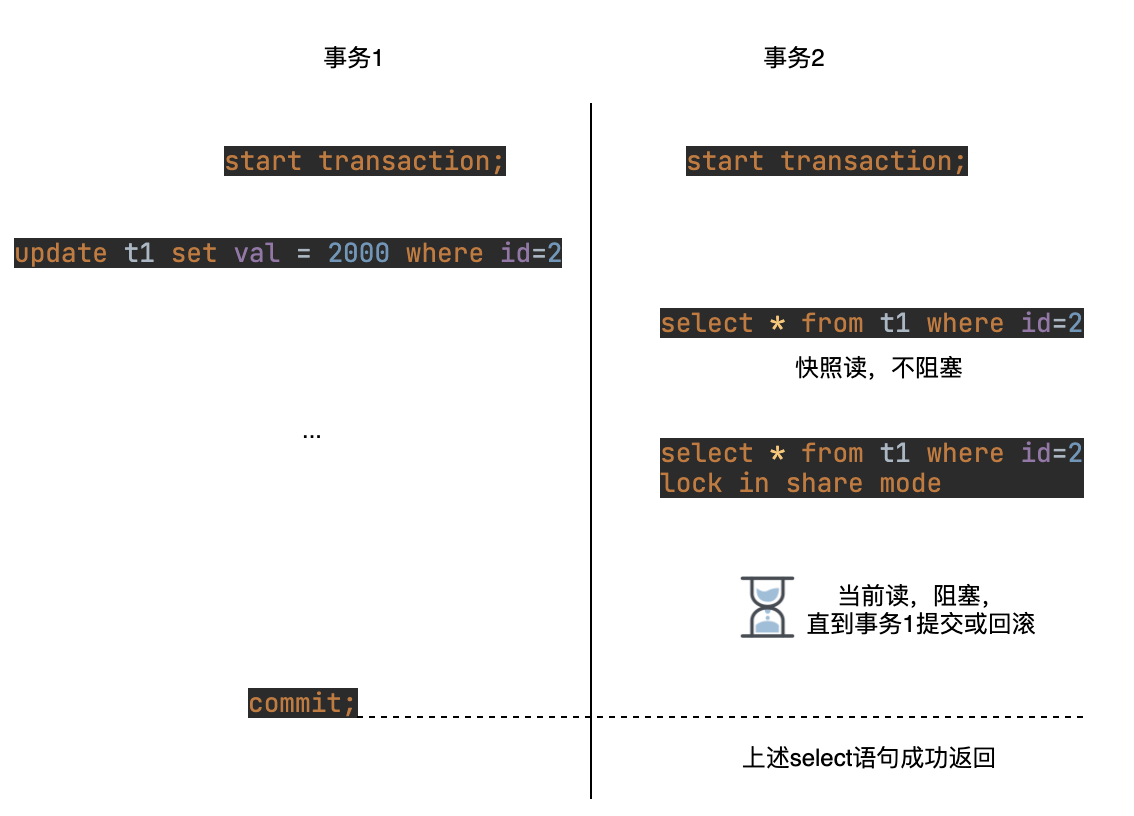 事务1
事务2
start transaction;
start transaction;
update t1 set val = 2000 where id=2
select * from t1 where id=2
快照读，不阻塞
...
select * from t1 where id=2
lock in share mode
当前读，阻塞，
直到事务1提交或回滚
commit;
上述select语句成功返回